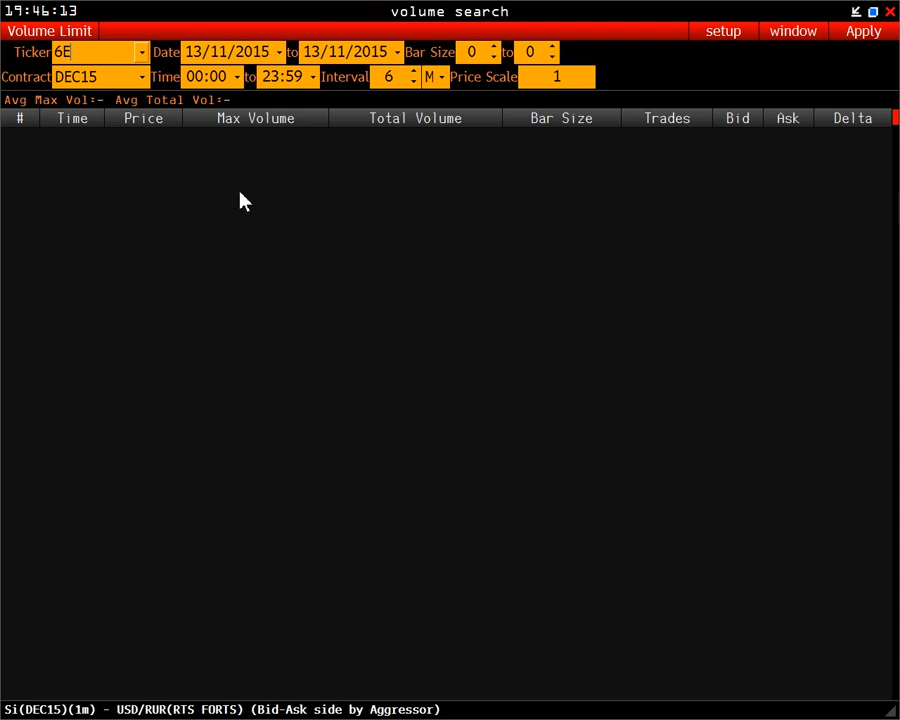 19:46:13 volume search
Volume Limit setup window Apply
Ticker 6E Date 13/11/2015 to 13/11/2015 Bar Size 0 to 0
Contract DEC15 Time 00:00 to 23:59 Interval 6 M Price Scale 1
Avg Max Vol:- Avg Total Vol:-
# Time Price Max Volume Total Volume Bar Size Trades Bid Ask Delta
Si(DEC15)(1m) - USD/RUR(RTS FORTS) (Bid-Ask side by Aggressor)